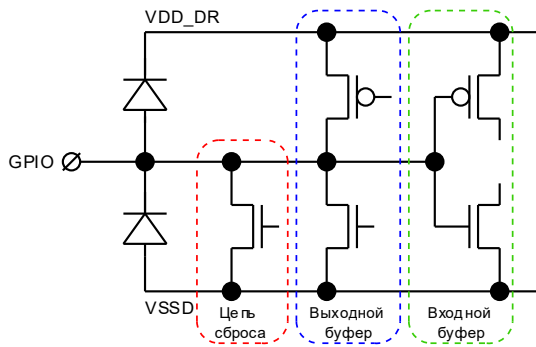 VDD_DR
GPIO
VSSD
Цепь
сброса
Выходной
буфер
Входной
буфер